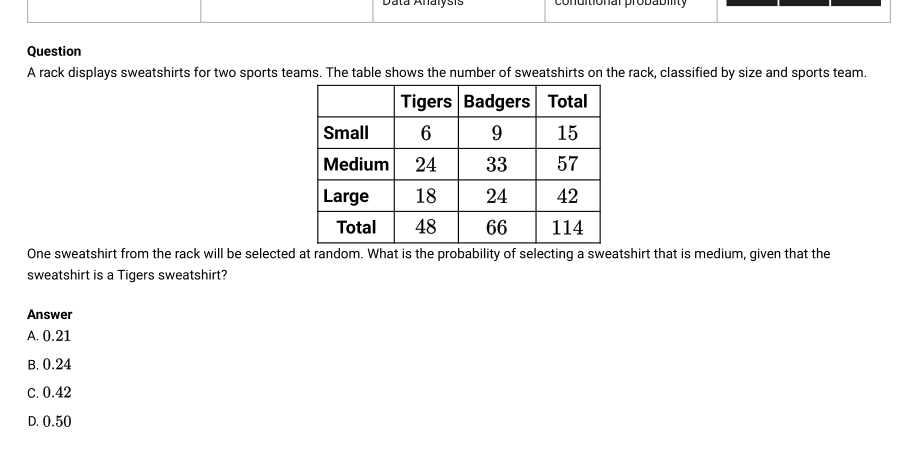 Data Analysis
conditional probability
Question
A rack displays sweatshirts for two sports teams. The table shows the number of sweatshirts on the rack, classified by size and sports team.
Tigers Badgers Total
Small 6 9 15
Medium 24 33 57
Large 18 24 42
Total 48 66 114
One sweatshirt from the rack will be selected at random. What is the probability of selecting a sweatshirt that is medium, given that the
sweatshirt is a Tigers sweatshirt?
Answer
A. 0.21
B. 0.24
C. 0.42
D. 0.50